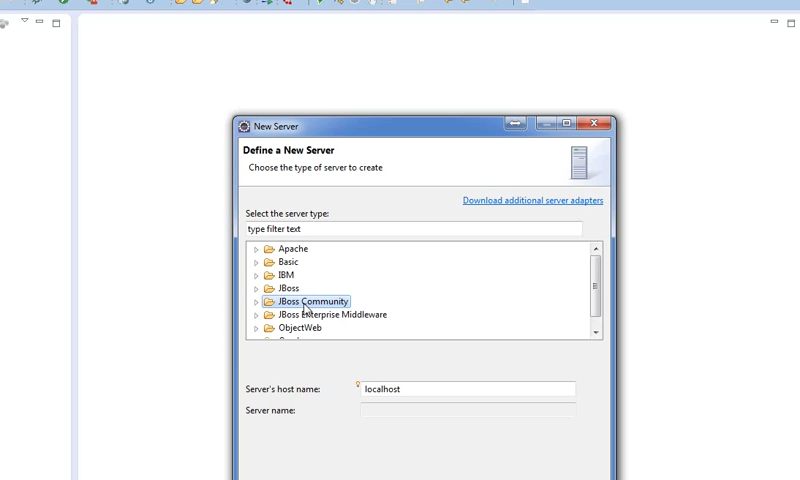 New Server
Define a New Server
Choose the type of server to create
Download additional server adapters
Select the server type:
type filter text
Apache
Basic
IBM
JBoss
JBoss Community
JBoss Enterprise Middleware
ObjectWeb
Server's host name:
localhost
Server name: